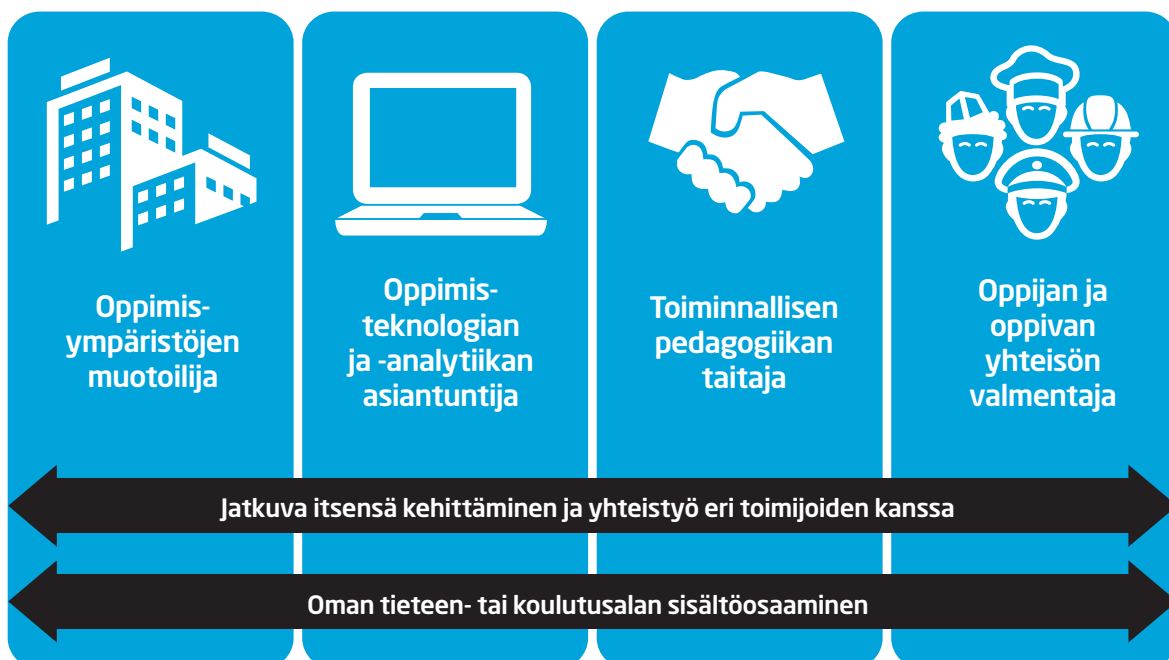 Oppimis-
ympäristöjen
muotoilija
Oppimis-
teknologian
ja -analytiikan
asiantuntija
Toiminnallisen
pedagogiikan
taitaja
Oppijan ja
oppivan
yhteisön
valmentaja
Jatkuva itsensä kehittäminen ja yhteistyö eri toimijoiden kanssa
Oman tieteen- tai koulutusalan sisältöosaaminen